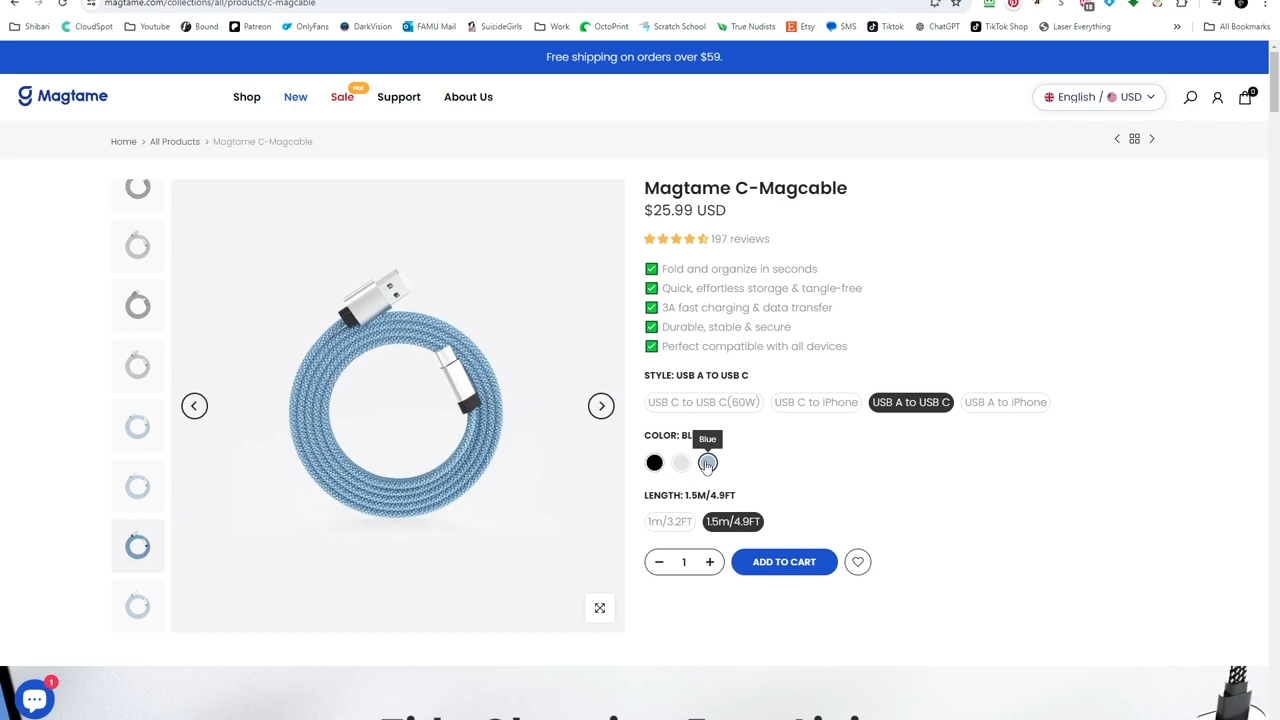 magtame.com/collections/all/products/c-magcable
Shibari CloudSpot Youtube Bound Patreon OnlyFans DarkVision FAMU Mail SuicideGirls Work OctoPrint Scratch School True Nudists Etsy SMS Tiktok ChatGPT TikTok Shop Laser Everything » All Bookmarks
Free shipping on orders over $59.
Magtame Shop New Sale Hot Support About Us English / USD 0
Home > All Products > Magtame C-Magcable
Magtame C-Magcable
$25.99 USD
197 reviews
Fold and organize in seconds
Quick, effortless storage & tangle-free
3A fast charging & data transfer
Durable, stable & secure
Perfect compatible with all devices
STYLE: USB A TO USB C
USB C to USB C(60W) USB C to iPhone USB A to USB C USB A to iPhone
COLOR: BL
Blue
LENGTH: 1.5M/4.9FT
1m/3.2FT 1.5m/4.9FT
− 1 + ADD TO CART
1